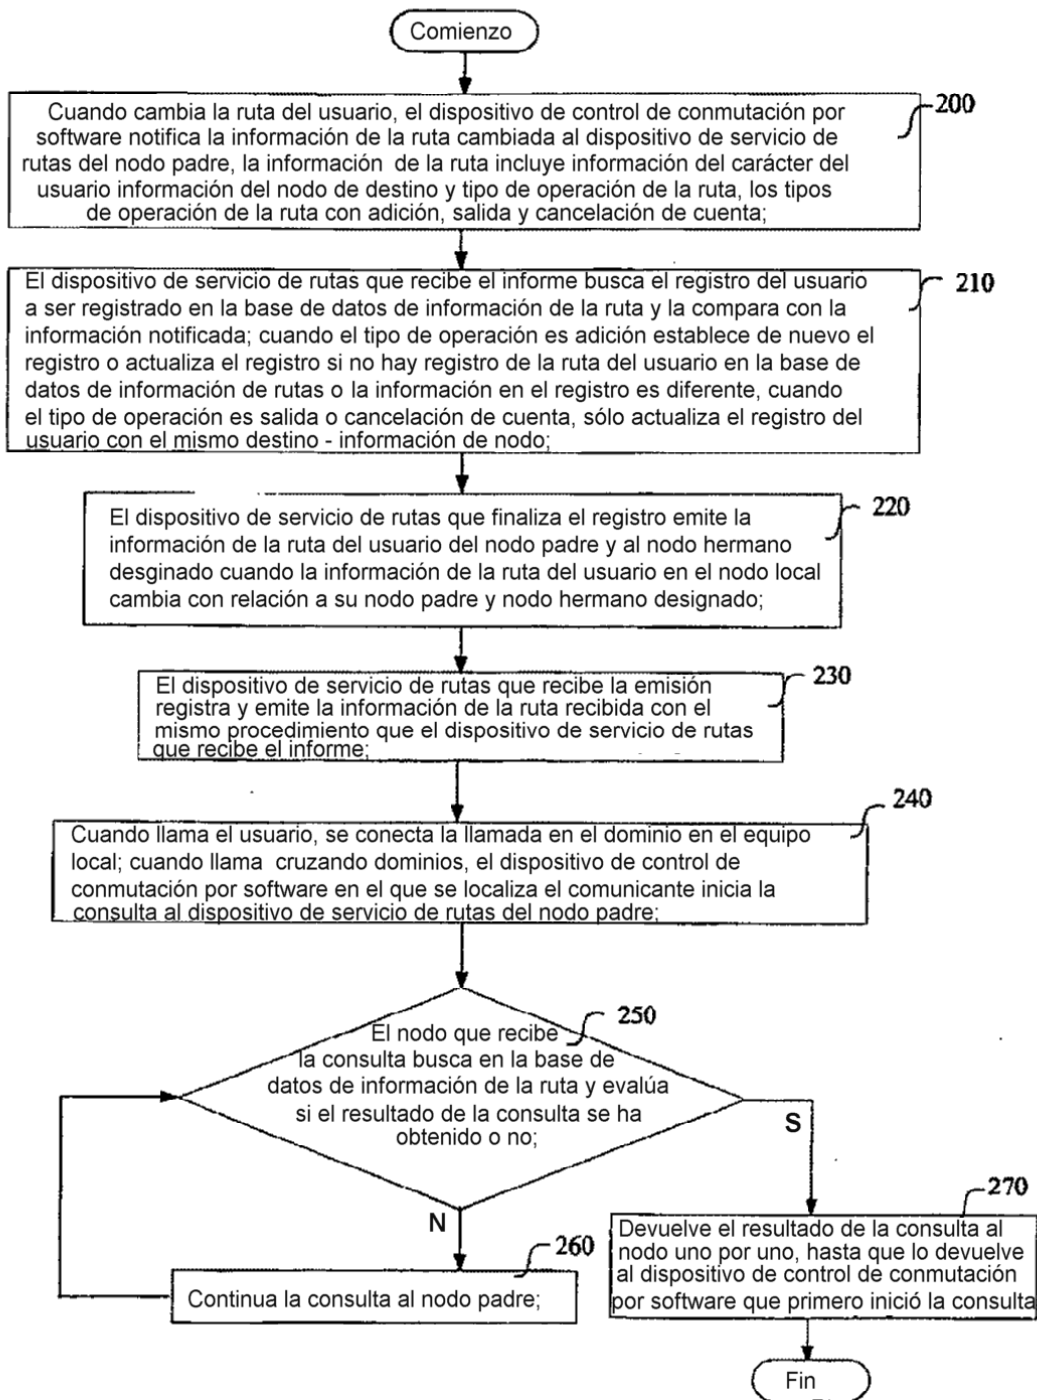 Comienzo
Cuando cambia la ruta del usuario, el dispositivo de control de conmutación por
software notifica la información de la ruta cambiada al dispositivo de servicio de
rutas del nodo padre, la información de la ruta incluye información del carácter del
usuario información del nodo de destino y tipo de operación de la ruta, los tipos
de operación de la ruta con adición, salida y cancelación de cuenta;
200
El dispositivo de servicio de rutas que recibe el informe busca el registro del usuario
a ser registrado en la base de datos de información de la ruta y la compara con la
información notificada; cuando el tipo de operación es adición establece de nuevo el
registro o actualiza el registro si no hay registro de la ruta del usuario en la base de
datos de información de rutas o la información en el registro es diferente, cuando
el tipo de operación es salida o cancelación de cuenta, sólo actualiza el registro del
usuario con el mismo destino - información de nodo;
210
El dispositivo de servicio de rutas que finaliza el registro emite la
información de la ruta del usuario del nodo padre y al nodo hermano
desginado cuando la información de la ruta del usuario en el nodo local
cambia con relación a su nodo padre y nodo hermano designado;
220
El dispositivo de servicio de rutas que recibe la emisión
registra y emite la información de la ruta recibida con el
mismo procedimiento que el dispositivo de servicio de rutas
que recibe el informe;
230
Cuando llama el usuario, se conecta la llamada en el dominio en el equipo
local; cuando llama cruzando dominios, el dispositivo de control de
conmutación por software en el que se localiza el comunicante inicia la
consulta al dispositivo de servicio de rutas del nodo padre;
240
El nodo que recibe
la consulta busca en la base de
datos de información de la ruta y evalúa
si el resultado de la consulta se ha
obtenido o no;
250
S
N
Continua la consulta al nodo padre;
260
Devuelve el resultado de la consulta al
nodo uno por uno, hasta que lo devuelve
al dispositivo de control de conmutación
por software que primero inició la consulta
270
Fin